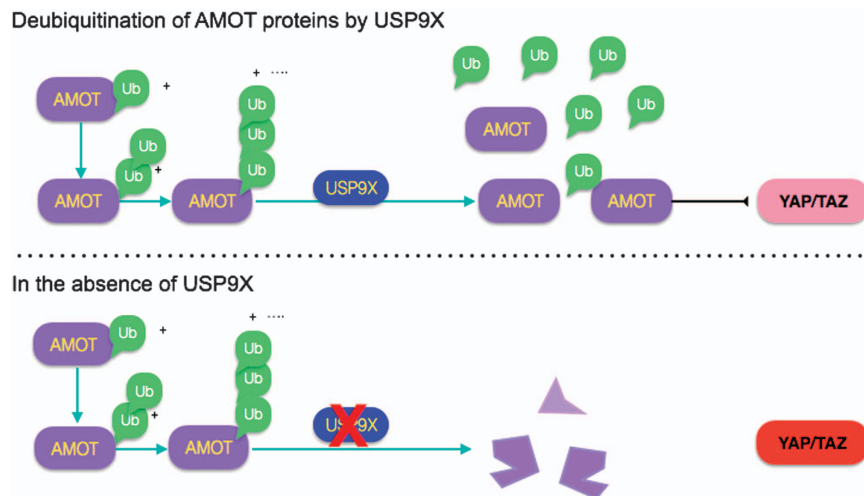 Deubiquitination of AMOT proteins by USP9X
+ ....
Ub
Ub
Ub
Ub
AMOT
Ub
+
Ub
Ub
Ub
Ub
AMOT
Ub
Ub
+
Ub
Ub
AMOT
AMOT
USP9X
AMOT
AMOT
YAP/TAZ
In the absence of USP9X
+ ....
AMOT
Ub
+
Ub
Ub
Ub
Ub
+
Ub
AMOT
AMOT
USP9X
YAP/TAZ